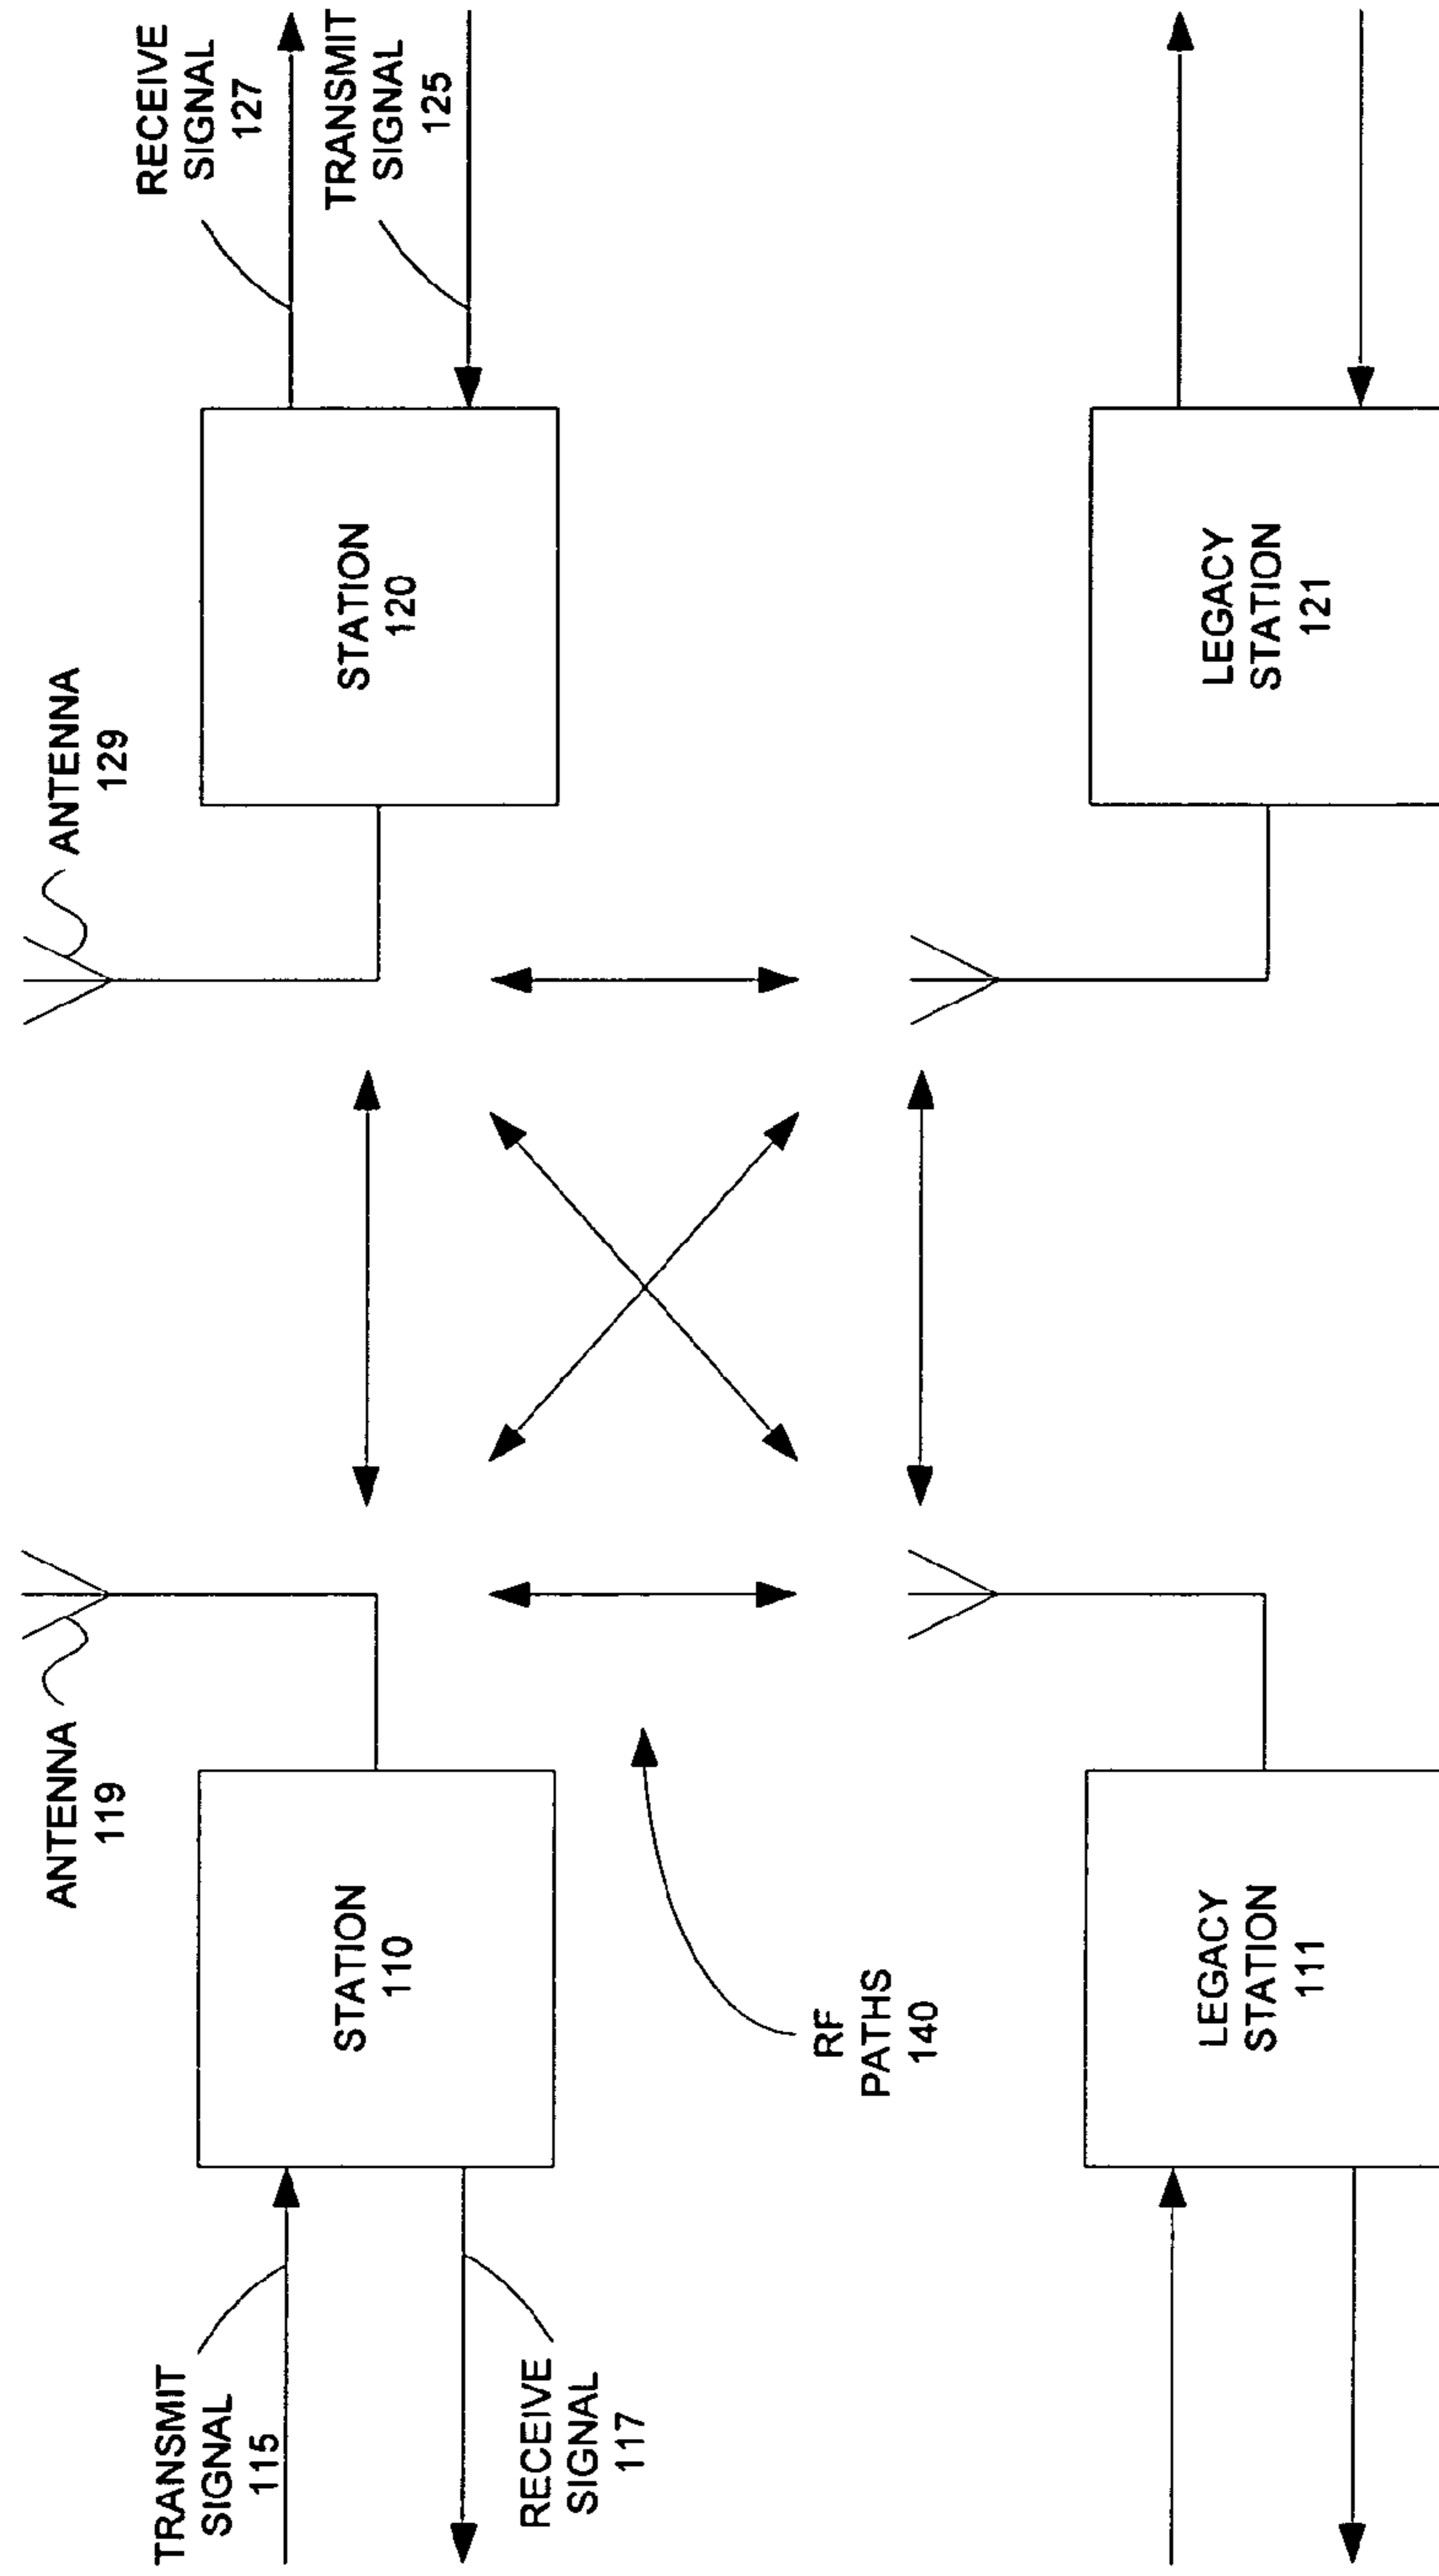 TRANSMIT
SIGNAL
115
RECEIVE
SIGNAL
117
STATION
110
ANTENNA
119
ANTENNA
129
STATION
120
RECEIVE
SIGNAL
127
TRANSMIT
SIGNAL
125
RF
PATHS
140
LEGACY
STATION
111
LEGACY
STATION
121